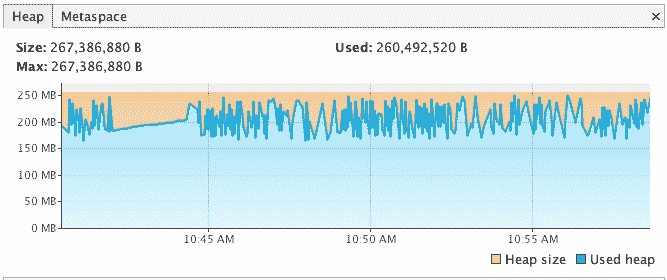 Heap Metaspace ×
Size: 267,386,880 B Used: 260,492,520 B
Max: 267,386,880 B
250 MB
200 MB
150 MB
100 MB
50 MB
0 MB
10:45 AM 10:50 AM 10:55 AM
Heap size Used heap